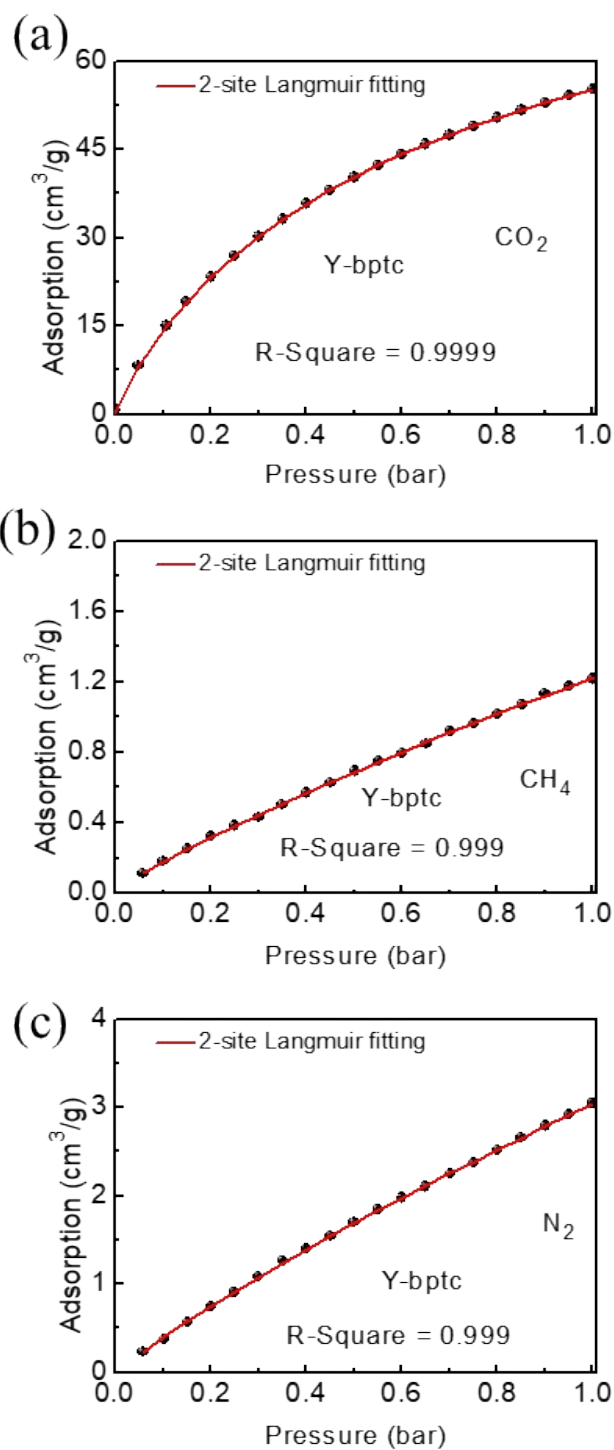 (a)
60
45
30
15
0
Adsorption (cm³/g)
2-site Langmuir fitting
Y-bptc
CO₂
R-Square = 0.9999
0.0 0.2 0.4 0.6 0.8 1.0
Pressure (bar)
(b)
2.0
1.6
1.2
0.8
0.4
0.0
Adsorption (cm³/g)
2-site Langmuir fitting
Y-bptc
CH₄
R-Square = 0.999
0.2 0.4 0.6 0.8 1.0
Pressure (bar)
(c)
4
3
2
1
0
Adsorption (cm³/g)
2-site Langmuir fitting
N₂
Y-bptc
R-Square = 0.999
0.2 0.4 0.6 0.8 1.0
Pressure (bar)